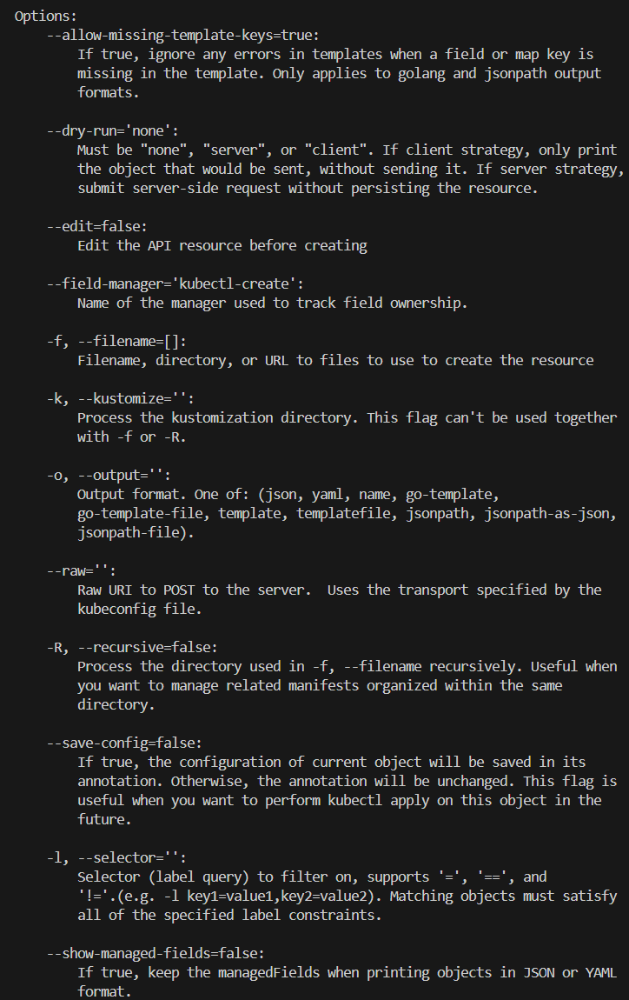 Options:
    --allow-missing-template-keys=true:
        If true, ignore any errors in templates when a field or map key is
        missing in the template. Only applies to golang and jsonpath output
        formats.

    --dry-run='none':
        Must be "none", "server", or "client". If client strategy, only print
        the object that would be sent, without sending it. If server strategy,
        submit server-side request without persisting the resource.

    --edit=false:
        Edit the API resource before creating

    --field-manager='kubectl-create':
        Name of the manager used to track field ownership.

    -f, --filename=[]:
        Filename, directory, or URL to files to use to create the resource

    -k, --kustomize='':
        Process the kustomization directory. This flag can't be used together
        with -f or -R.

    -o, --output='':
        Output format. One of: (json, yaml, name, go-template,
        go-template-file, template, templatefile, jsonpath, jsonpath-as-json,
        jsonpath-file).

    --raw='':
        Raw URI to POST to the server.  Uses the transport specified by the
        kubeconfig file.

    -R, --recursive=false:
        Process the directory used in -f, --filename recursively. Useful when
        you want to manage related manifests organized within the same
        directory.

    --save-config=false:
        If true, the configuration of current object will be saved in its
        annotation. Otherwise, the annotation will be unchanged. This flag is
        useful when you want to perform kubectl apply on this object in the
        future.

    -l, --selector='':
        Selector (label query) to filter on, supports '=', '==', and
        '!='.(e.g. -l key1=value1,key2=value2). Matching objects must satisfy
        all of the specified label constraints.

    --show-managed-fields=false:
        If true, keep the managedFields when printing objects in JSON or YAML
        format.